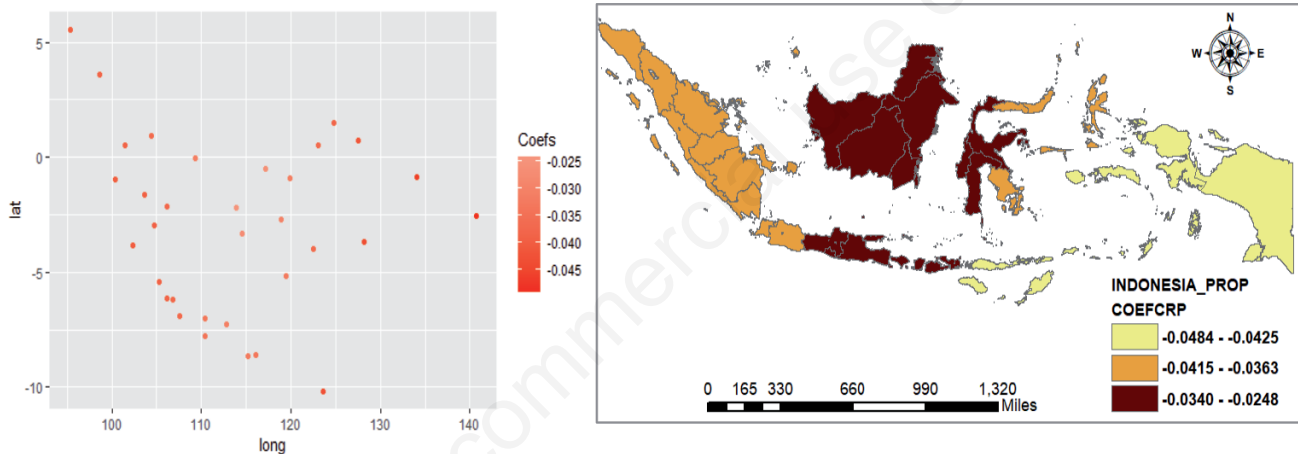 5
0
-5
-10
lat
100
110
120
130
140
long
Coefs
-0.025
-0.030
-0.035
-0.040
-0.045
commercial use
N
W
E
S
INDONESIA_PROP
COEFCRP
-0.0484 - -0.0425
-0.0415 - -0.0363
-0.0340 - -0.0248
0 165 330 660 990 1,320
Miles